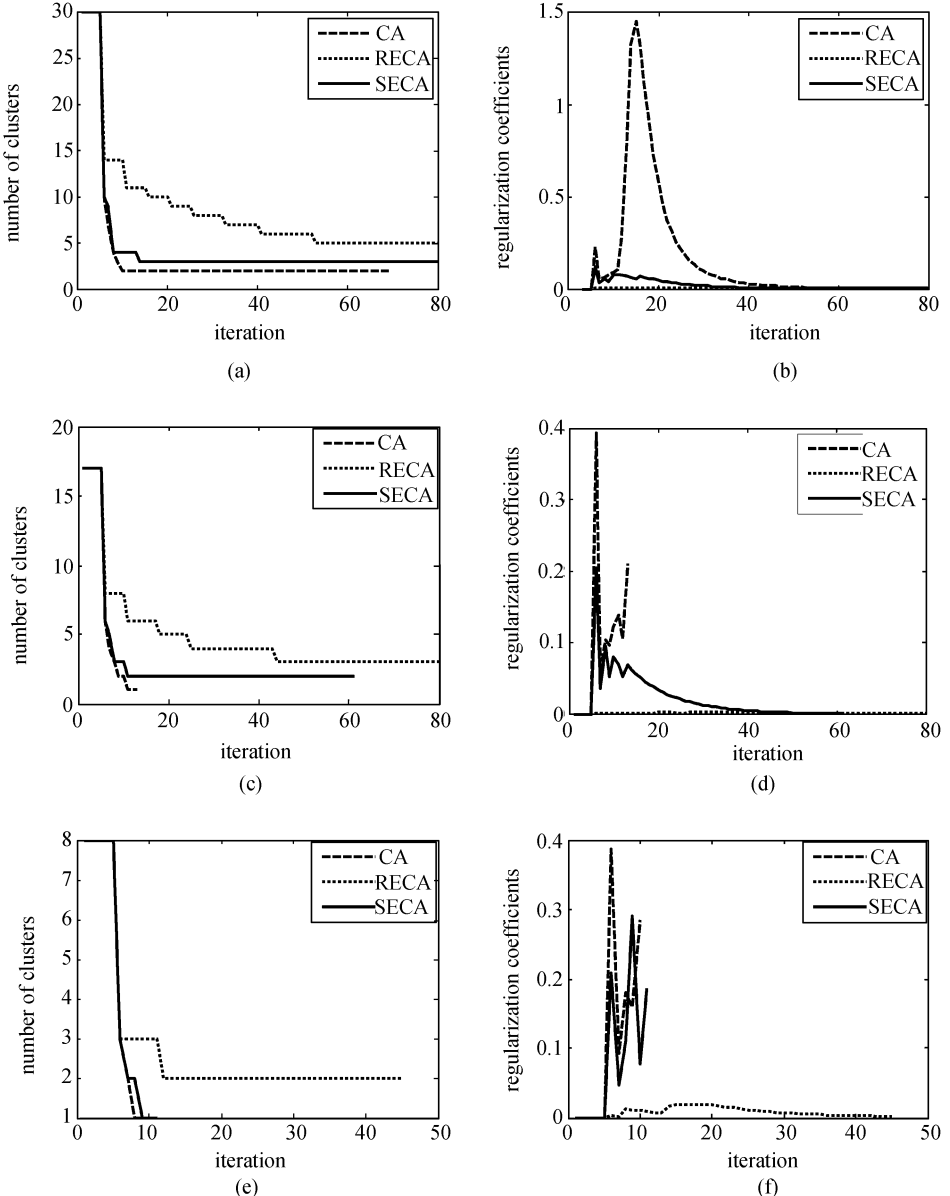 30
25
20
15
10
5
0
number of clusters
CA
RECA
SECA
0 20 40 60 80
iteration
(a)
1.5
1
0.5
0
regularization coefficients
CA
RECA
SECA
0 20 40 60 80
iteration
(b)
20
15
10
5
0
number of clusters
CA
RECA
SECA
0 20 40 60 80
iteration
(c)
0.4
0.3
0.2
0.1
0
regularization coefficients
CA
RECA
SECA
0 20 40 60 80
iteration
(d)
8
7
6
5
4
3
2
1
number of clusters
CA
RECA
SECA
0 10 20 30 40 50
iteration
(e)
0.4
0.3
0.2
0.1
0
regularization coefficients
CA
RECA
SECA
0 10 20 30 40 50
iteration
(f)